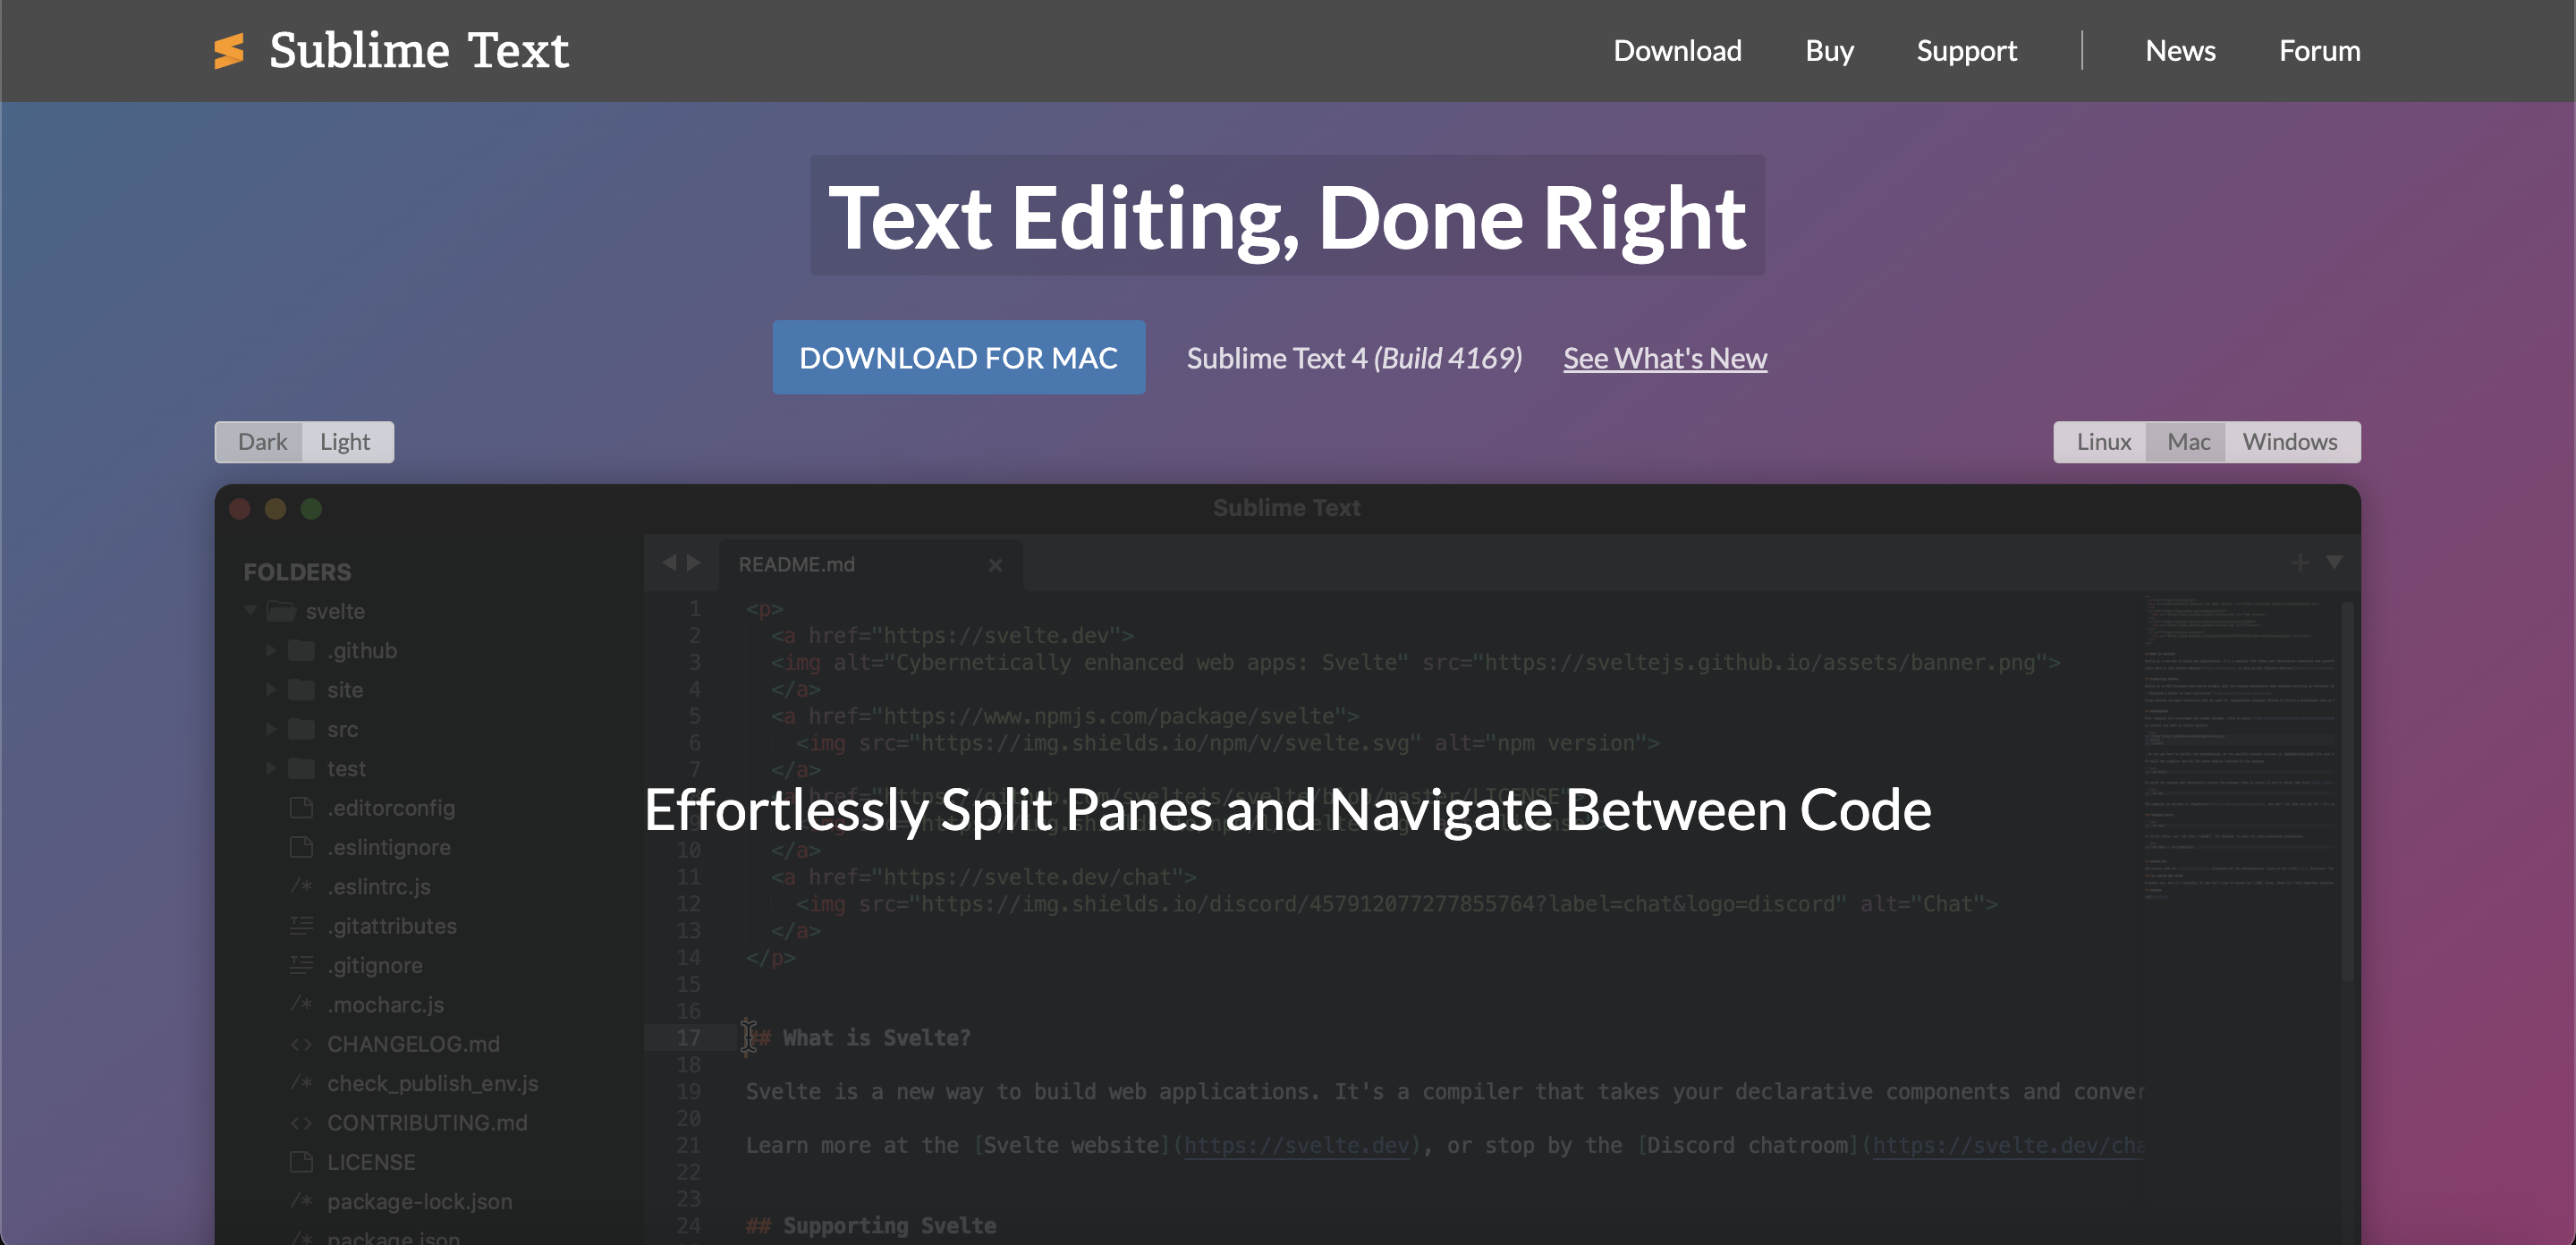 Sublime Text
Download Buy Support News Forum
Text Editing, Done Right
DOWNLOAD FOR MAC Sublime Text 4 (Build 4169) See What's New
Dark Light
Linux Mac Windows
Sublime Text
FOLDERS
svelte
.github
site
src
test
.editorconfig
.eslintignore
/* .eslintrc.js
.gitattributes
.gitignore
/* .mocharc.js
<> CHANGELOG.md
/* check_publish_env.js
<> CONTRIBUTING.md
LICENSE
/* package-lock.json
/* package.json
README.md ×
1 <p>
2 <a href="https://svelte.dev">
3 <img alt="Cybernetically enhanced web apps: Svelte" src="https://sveltejs.github.io/assets/banner.png">
4 </a>
5 <a href="https://www.npmjs.com/package/svelte">
6 <img src="https://img.shields.io/npm/v/svelte.svg" alt="npm version">
7 </a>
Effortlessly Split Panes and Navigate Between Code
10 </a>
11 <a href="https://svelte.dev/chat">
12 <img src="https://img.shields.io/discord/457912077277855764?label=chat&logo=discord" alt="Chat">
13 </a>
14 </p>
15
16
17 ## What is Svelte?
18
19 Svelte is a new way to build web applications. It's a compiler that takes your declarative components and conver
20
21 Learn more at the [Svelte website](https://svelte.dev), or stop by the [Discord chatroom](https://svelte.dev/cha
22
23
24 ## Supporting Svelte